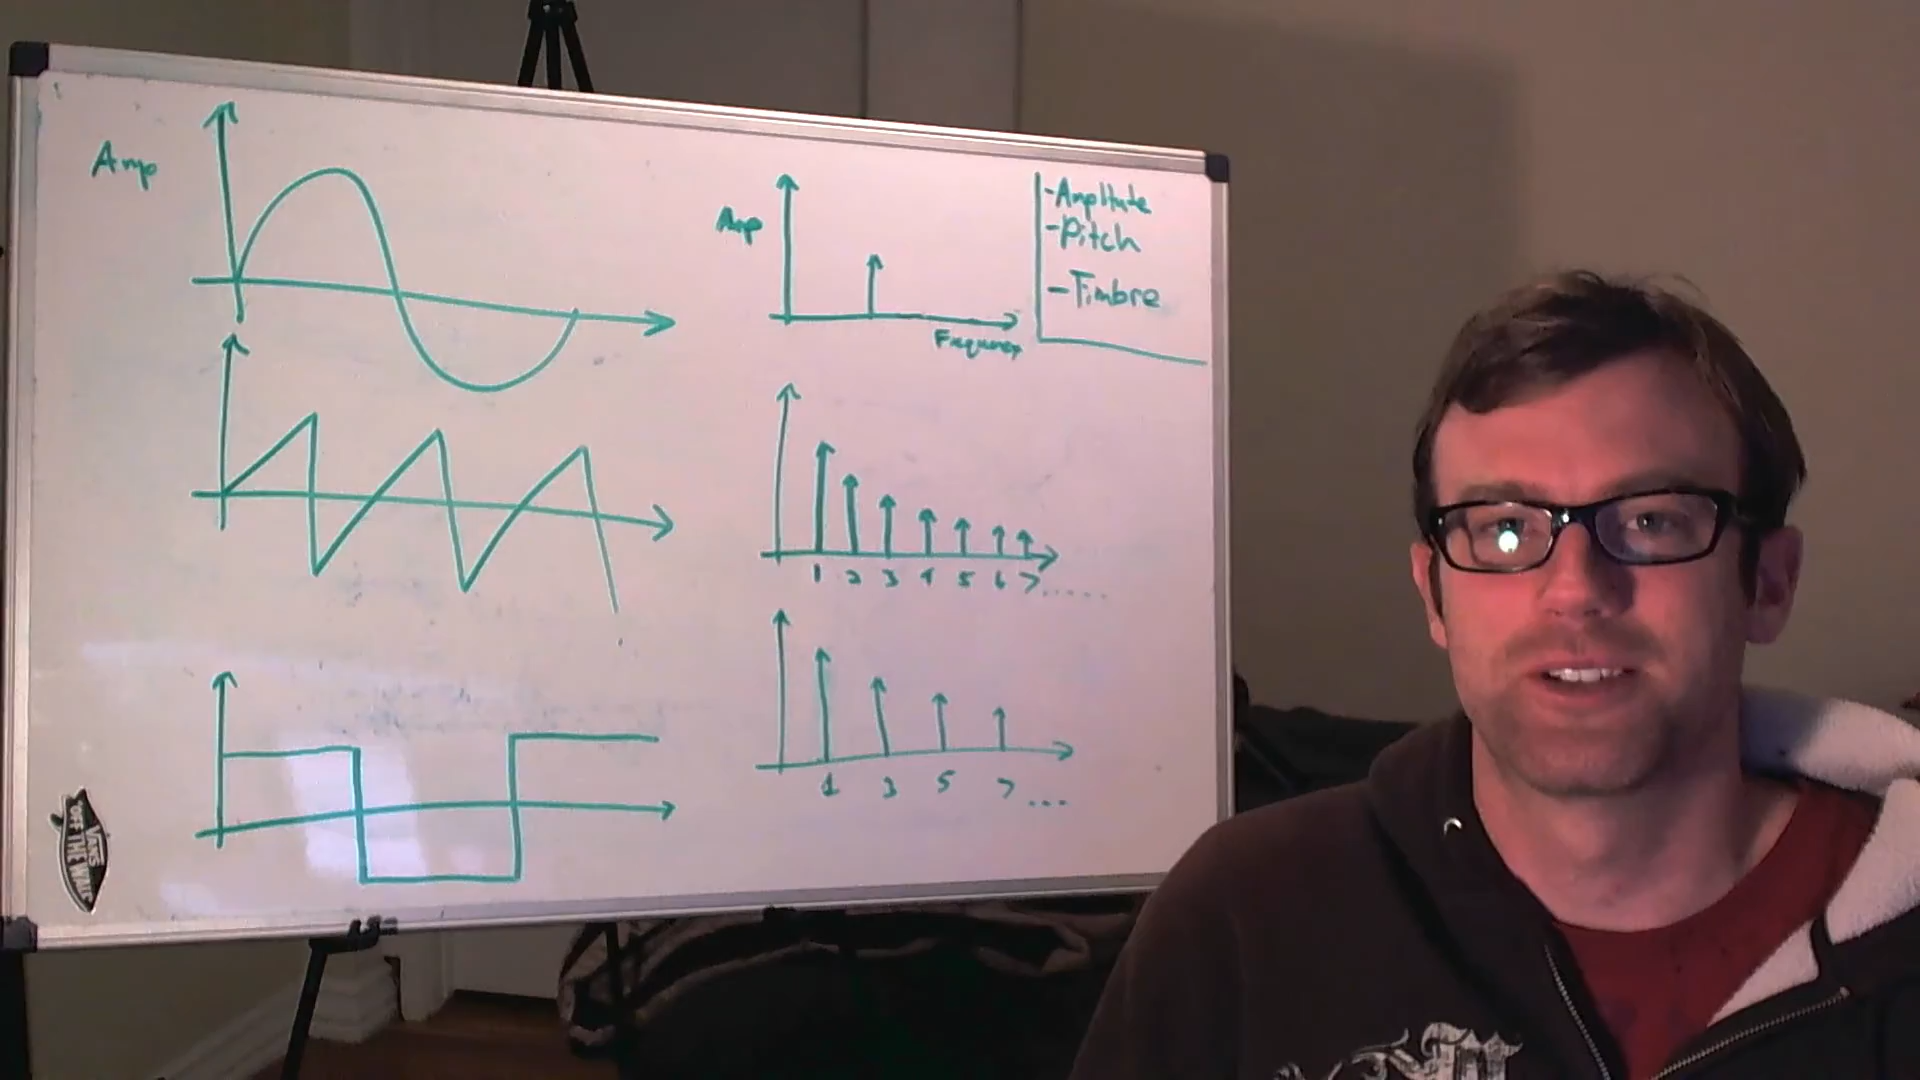 Amp
Amp
Frequency
-Ampltute
-Pitch
-Timbre
1 2 3 4 5 6 7.....
1 3 5 7 ...
VANS
"OFF THE WALL"